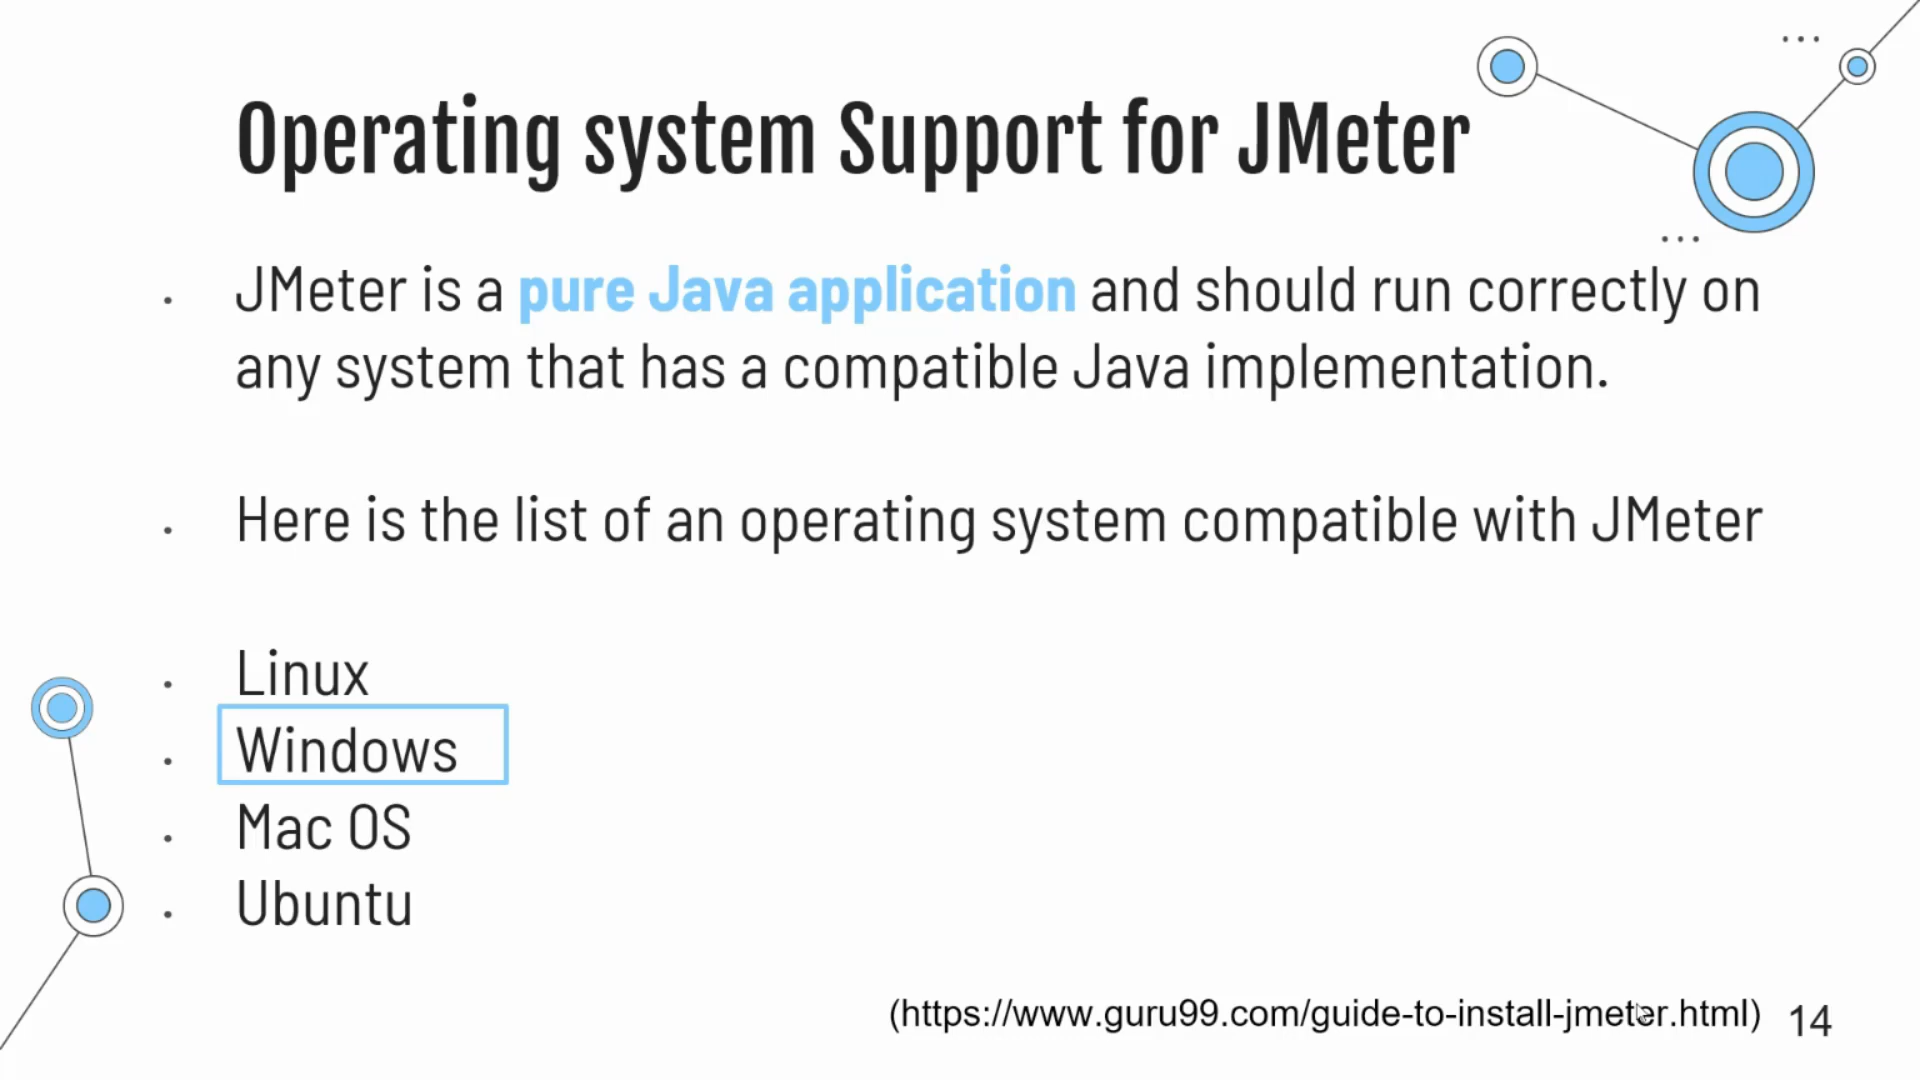 Operating system Support for JMeter
JMeter is a pure Java application and should run correctly on
any system that has a compatible Java implementation.
Here is the list of an operating system compatible with JMeter
Linux
Windows
Mac OS
Ubuntu
(https://www.guru99.com/guide-to-install-jmeter.html)
14